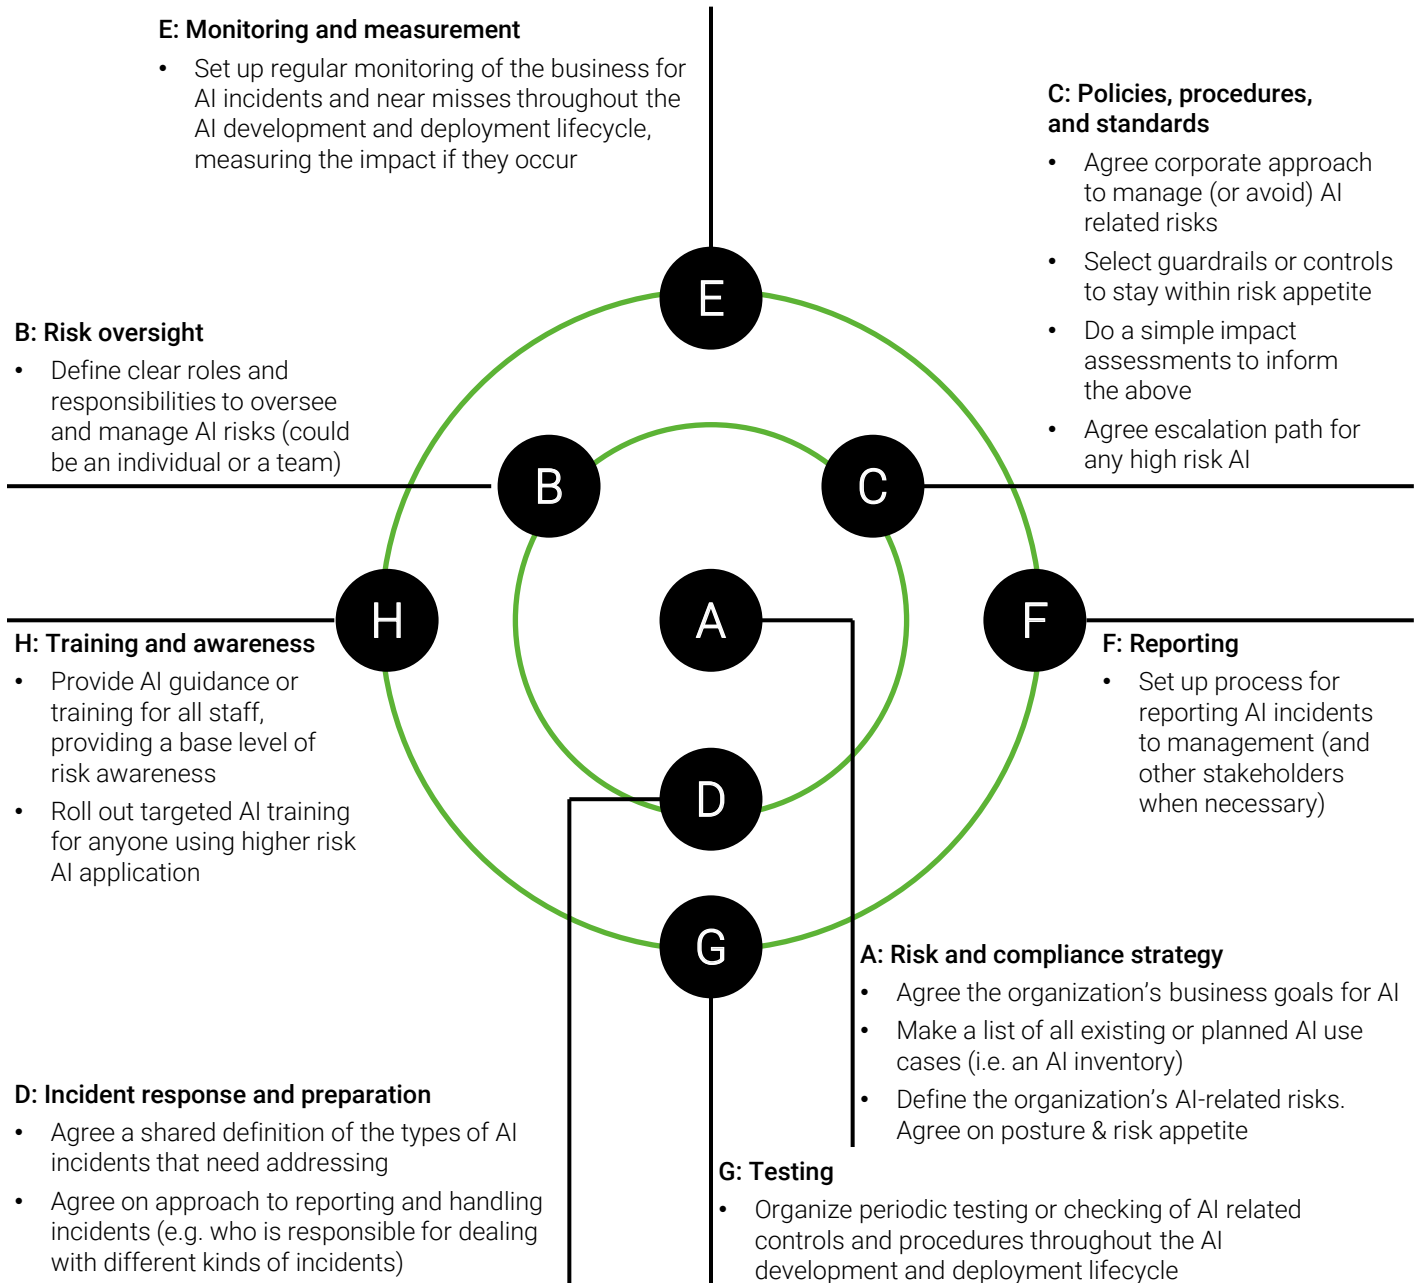 E: Monitoring and measurement
• Set up regular monitoring of the business for
AI incidents and near misses throughout the
AI development and deployment lifecycle,
measuring the impact if they occur
C: Policies, procedures,
and standards
• Agree corporate approach
to manage (or avoid) AI
related risks
• Select guardrails or controls
to stay within risk appetite
• Do a simple impact
assessments to inform
the above
• Agree escalation path for
any high risk AI
B: Risk oversight
• Define clear roles and
responsibilities to oversee
and manage AI risks (could
be an individual or a team)
E
B
C
H
A
F
D
G
H: Training and awareness
• Provide AI guidance or
training for all staff,
providing a base level of
risk awareness
• Roll out targeted AI training
for anyone using higher risk
AI application
F: Reporting
• Set up process for
reporting AI incidents
to management (and
other stakeholders
when necessary)
A: Risk and compliance strategy
• Agree the organization’s business goals for AI
• Make a list of all existing or planned AI use
cases (i.e. an AI inventory)
• Define the organization’s AI-related risks.
Agree on posture & risk appetite
D: Incident response and preparation
• Agree a shared definition of the types of AI
incidents that need addressing
• Agree on approach to reporting and handling
incidents (e.g. who is responsible for dealing
with different kinds of incidents)
G: Testing
• Organize periodic testing or checking of AI related
controls and procedures throughout the AI
development and deployment lifecycle